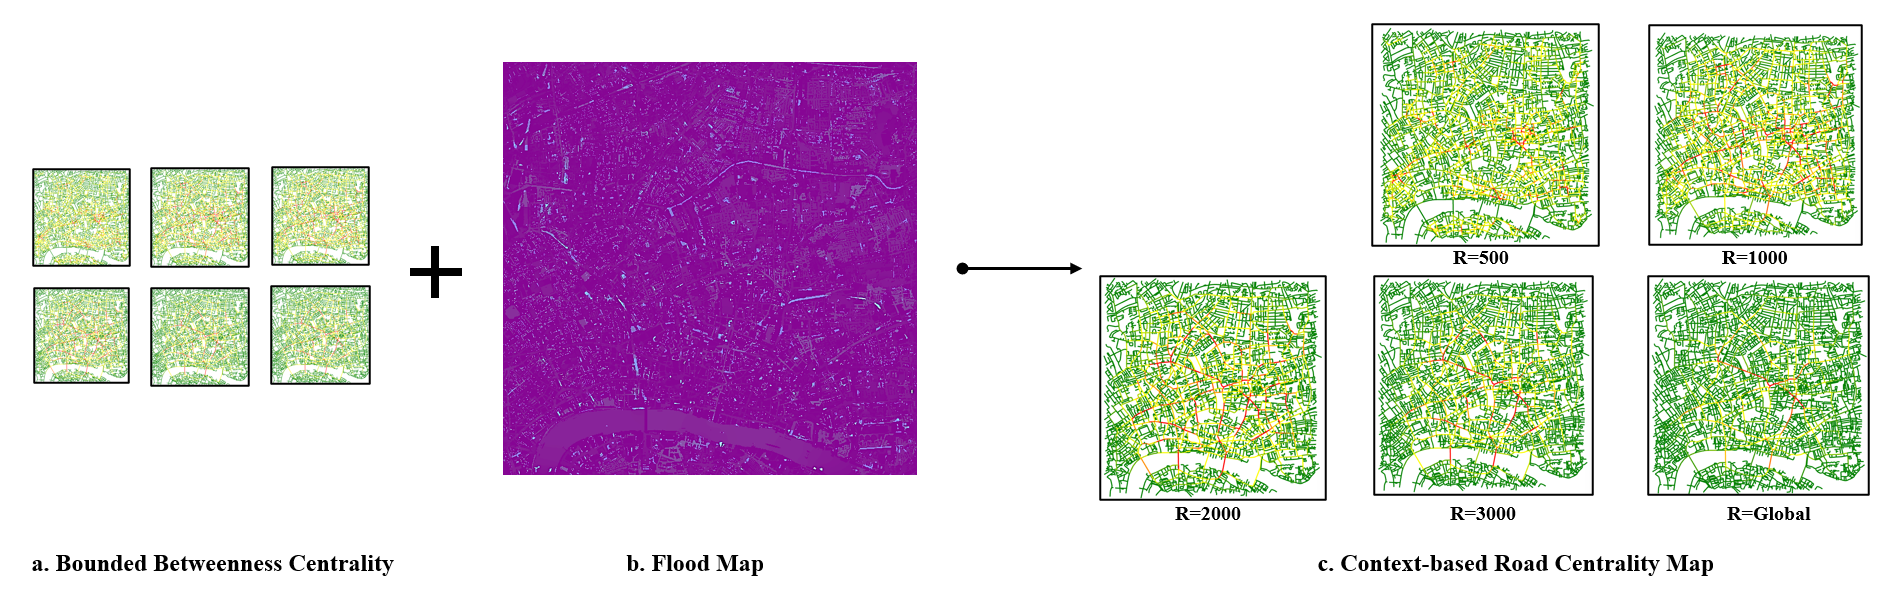 R=500
R=1000
R=2000
R=3000
R=Global
a. Bounded Betweenness Centrality
b. Flood Map
c. Context-based Road Centrality Map